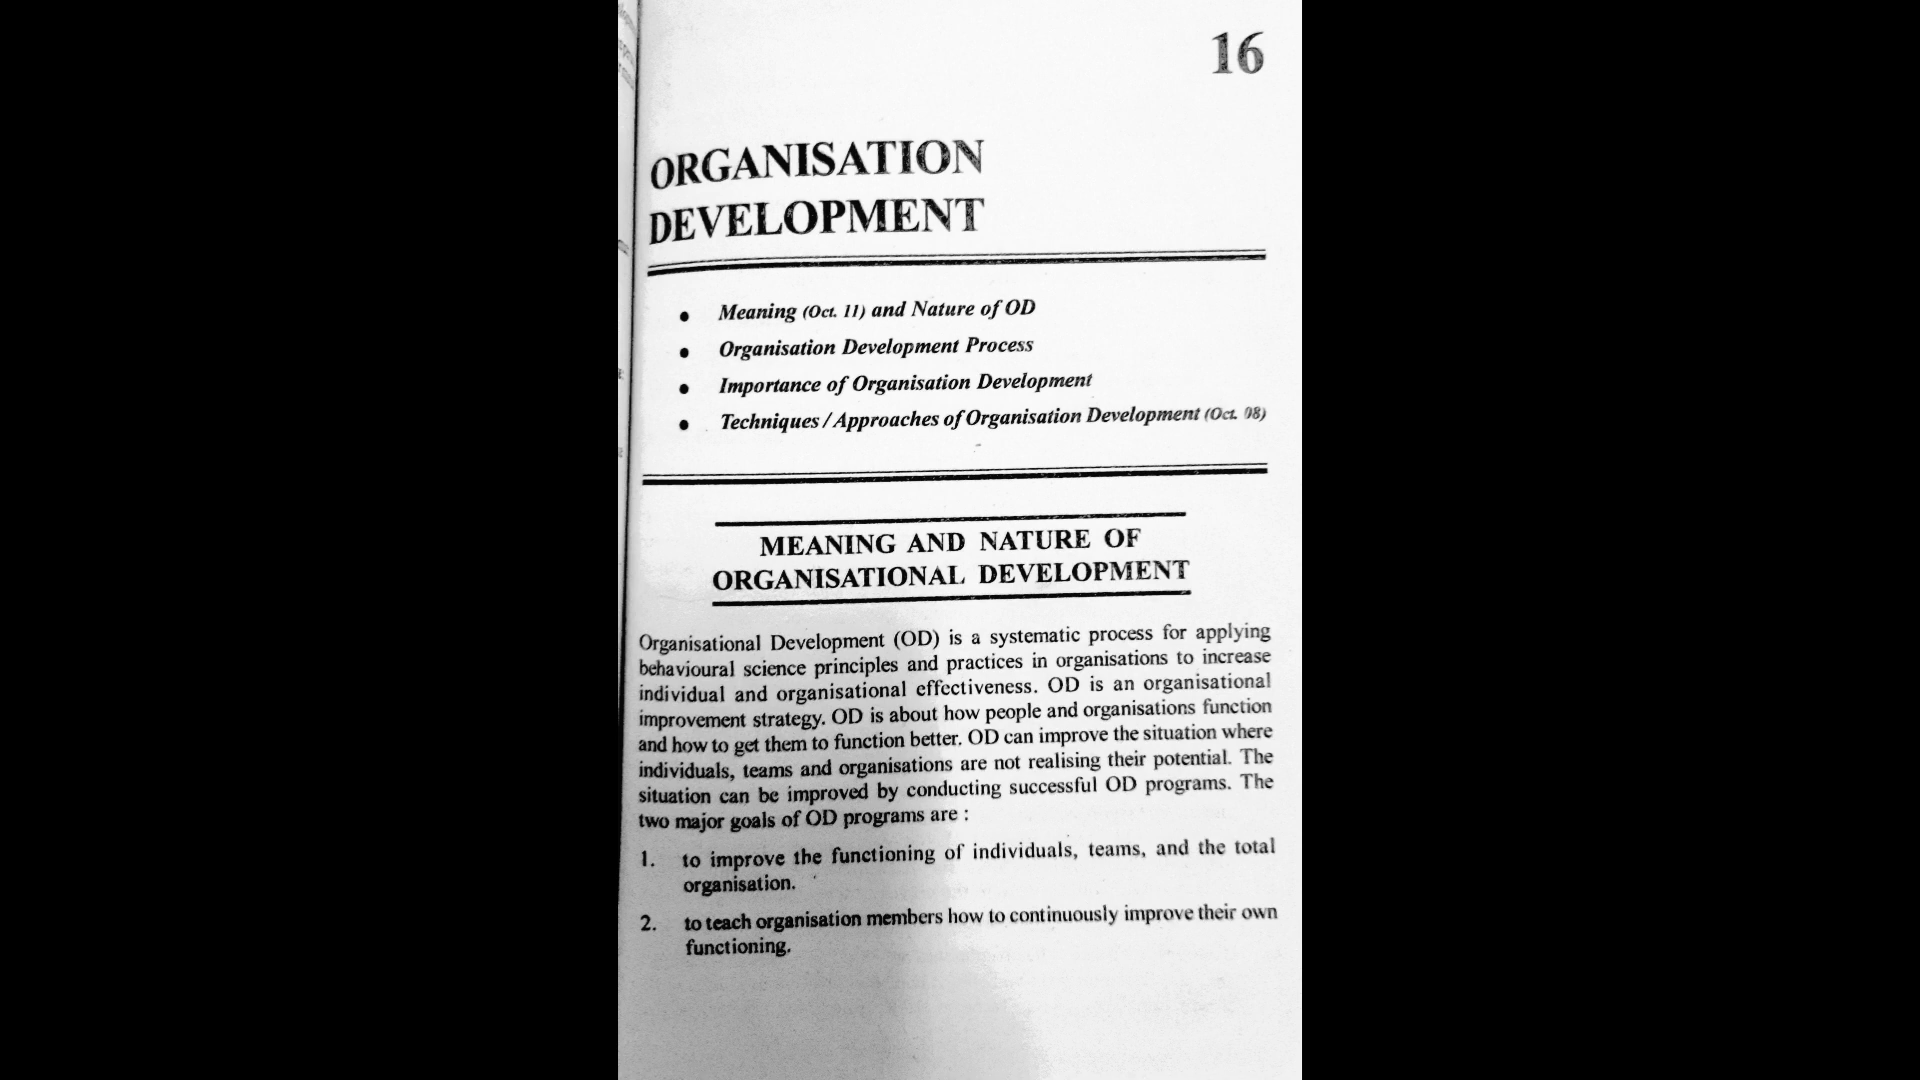 16
ORGANISATION
DEVELOPMENT
• Meaning (Oct. 11) and Nature of OD
• Organisation Development Process
• Importance of Organisation Development
• Techniques / Approaches of Organisation Development (Oct. 98)
MEANING AND NATURE OF
ORGANISATIONAL DEVELOPMENT
Organisational Development (OD) is a systematic process for applying
behavioural science principles and practices in organisations to increase
individual and organisational effectiveness. OD is an organisational
improvement strategy. OD is about how people and organisations function
and how to get them to function better. OD can improve the situation where
individuals, teams and organisations are not realising their potential. The
situation can be improved by conducting successful OD programs. The
two major goals of OD programs are :
1. to improve the functioning of individuals, teams, and the total
organisation.
2. to teach organisation members how to continuously improve their own
functioning.